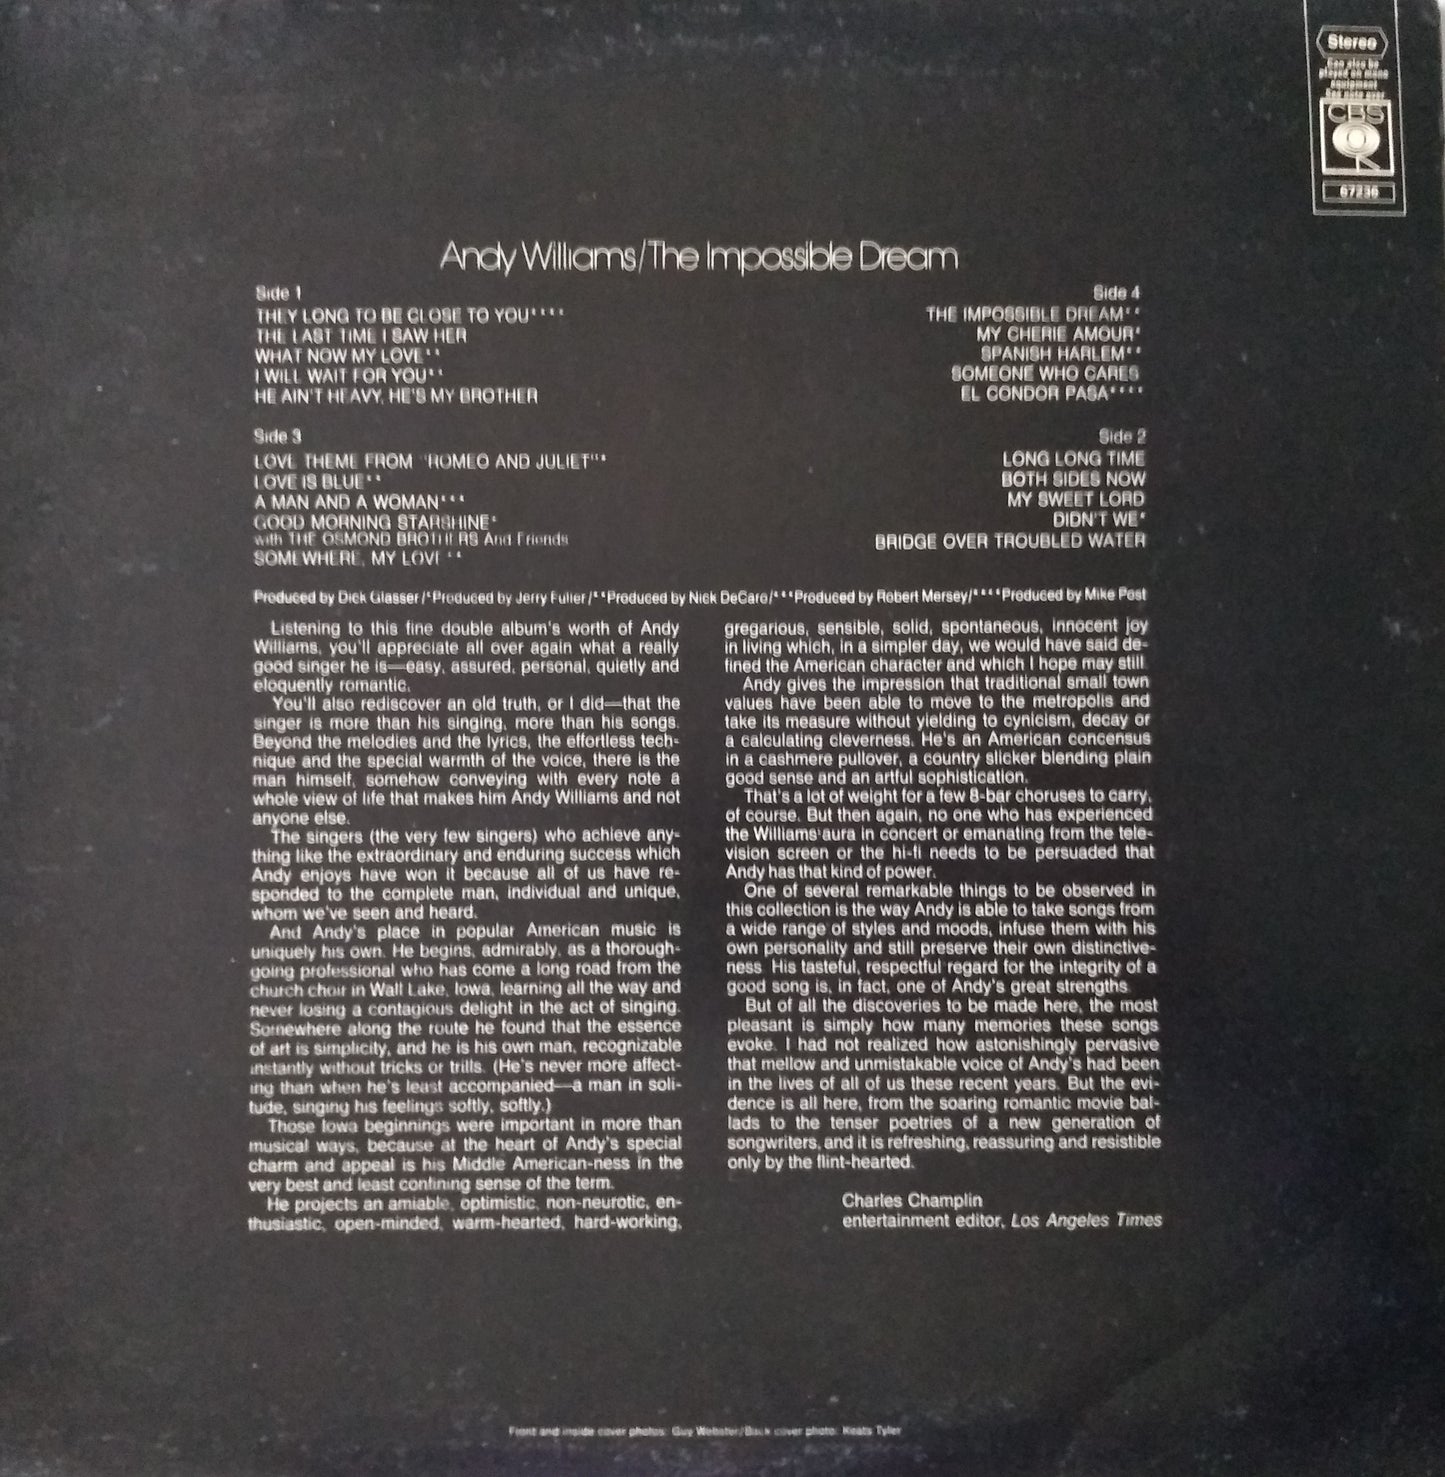 Stereo
Can also be
played on mono
equipment
See note over
CBS
67236
Andy Williams/The Impossible Dream
Side 1
THEY LONG TO BE CLOSE TO YOU****
THE LAST TIME I SAW HER
WHAT NOW MY LOVE**
I WILL WAIT FOR YOU**
HE AIN'T HEAVY, HE'S MY BROTHER
Side 4
THE IMPOSSIBLE DREAM**
MY CHERIE AMOUR*
SPANISH HARLEM**
SOMEONE WHO CARES
EL CONDOR PASA****
Side 3
LOVE THEME FROM "ROMEO AND JULIET"*
LOVE IS BLUE**
A MAN AND A WOMAN***
GOOD MORNING STARSHINE*
with THE OSMOND BROTHERS And Friends
SOMEWHERE, MY LOVE**
Side 2
LONG LONG TIME
BOTH SIDES NOW
MY SWEET LORD
DIDN'T WE*
BRIDGE OVER TROUBLED WATER
Produced by Dick Glasser/*Produced by Jerry Fuller/**Produced by Nick DeCaro/***Produced by Robert Mersey/****Produced by Mike Post
Listening to this fine double album's worth of Andy
Williams, you'll appreciate all over again what a really
good singer he is—easy, assured, personal, quietly and
eloquently romantic.
You'll also rediscover an old truth, or I did—that the
singer is more than his singing, more than his songs.
Beyond the melodies and the lyrics, the effortless tech-
nique and the special warmth of the voice, there is the
man himself, somehow conveying with every note a
whole view of life that makes him Andy Williams and not
anyone else.
The singers (the very few singers) who achieve any-
thing like the extraordinary and enduring success which
Andy enjoys have won it because all of us have re-
sponded to the complete man, individual and unique,
whom we've seen and heard.
And Andy's place in popular American music is
uniquely his own. He begins, admirably, as a thorough-
going professional who has come a long road from the
church choir in Wall Lake, Iowa, learning all the way and
never losing a contagious delight in the act of singing.
Somewhere along the route he found that the essence
of art is simplicity, and he is his own man, recognizable
instantly without tricks or trills. (He's never more affect-
ing than when he's least accompanied—a man in soli-
tude, singing his feelings softly, softly.)
Those Iowa beginnings were important in more than
musical ways, because at the heart of Andy's special
charm and appeal is his Middle American-ness in the
very best and least confining sense of the term.
He projects an amiable, optimistic, non-neurotic, en-
thusiastic, open-minded, warm-hearted, hard-working,
gregarious, sensible, solid, spontaneous, innocent joy
in living which, in a simpler day, we would have said de-
fined the American character and which I hope may still.
Andy gives the impression that traditional small town
values have been able to move to the metropolis and
take its measure without yielding to cynicism, decay or
a calculating cleverness. He's an American concensus
in a cashmere pullover, a country slicker blending plain
good sense and an artful sophistication.
That's a lot of weight for a few 8-bar choruses to carry,
of course. But then again, no one who has experienced
the Williams aura in concert or emanating from the tele-
vision screen or the hi-fi needs to be persuaded that
Andy has that kind of power.
One of several remarkable things to be observed in
this collection is the way Andy is able to take songs from
a wide range of styles and moods, infuse them with his
own personality and still preserve their own distinctive-
ness. His tasteful, respectful regard for the integrity of a
good song is, in fact, one of Andy's great strengths.
But of all the discoveries to be made here, the most
pleasant is simply how many memories these songs
evoke. I had not realized how astonishingly pervasive
that mellow and unmistakable voice of Andy's had been
in the lives of all of us these recent years. But the evi-
dence is all here, from the soaring romantic movie bal-
lads to the tenser poetries of a new generation of
songwriters, and it is refreshing, reassuring and resistible
only by the flint-hearted.
Charles Champlin
entertainment editor, Los Angeles Times
Front and inside cover photos: Guy Webster/Back cover photo: Keats Tyler